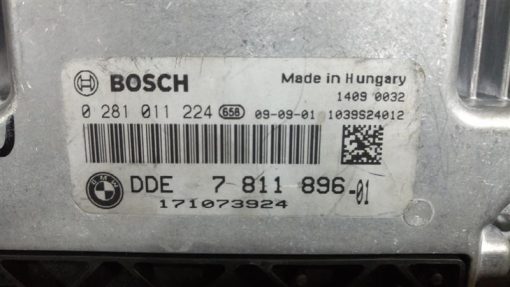 BOSCH Made in Hungary
1409 0032
0 281 011 224 658 09-09-01 1039S24012
BMW DDE 7 811 896-01
171073924